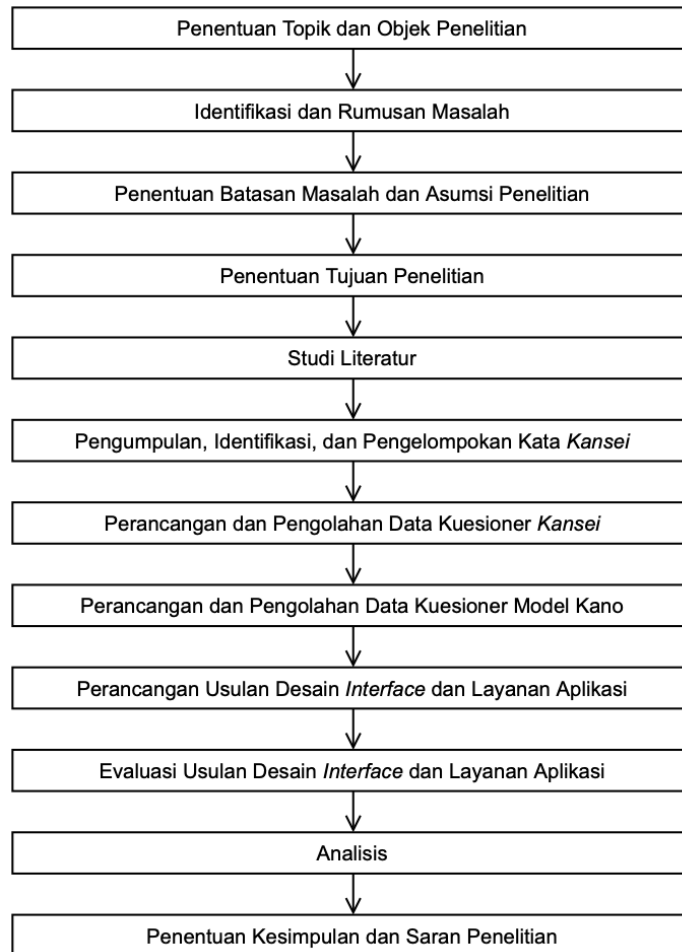 Penentuan Topik dan Objek Penelitian
Identifikasi dan Rumusan Masalah
Penentuan Batasan Masalah dan Asumsi Penelitian
Penentuan Tujuan Penelitian
Studi Literatur
Pengumpulan, Identifikasi, dan Pengelompokan Kata Kansei
Perancangan dan Pengolahan Data Kuesioner Kansei
Perancangan dan Pengolahan Data Kuesioner Model Kano
Perancangan Usulan Desain Interface dan Layanan Aplikasi
Evaluasi Usulan Desain Interface dan Layanan Aplikasi
Analisis
Penentuan Kesimpulan dan Saran Penelitian